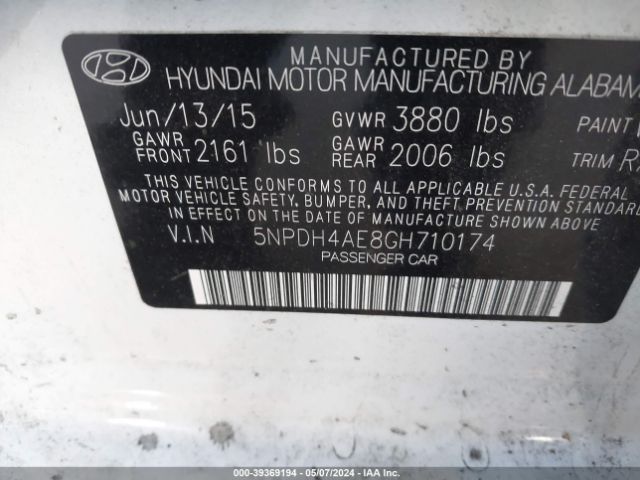 MANUFACTURED BY
HYUNDAI MOTOR MANUFACTURING ALABAM
Jun/13/15 GVWR 3880 lbs PAINT
GAWR FRONT 2161 lbs GAWR REAR 2006 lbs TRIM
THIS VEHICLE CONFORMS TO ALL APPLICABLE U.S.A. FEDERAL
MOTOR VEHICLE SAFETY, BUMPER, AND THEFT PREVENTION STANDARD
IN EFFECT ON THE DATE OF MANUFACTURE SHOWN ABOVE
V.I.N 5NPDH4AE8GH710174
PASSENGER CAR
000-39369194 - 05/07/2024 - IAA Inc.